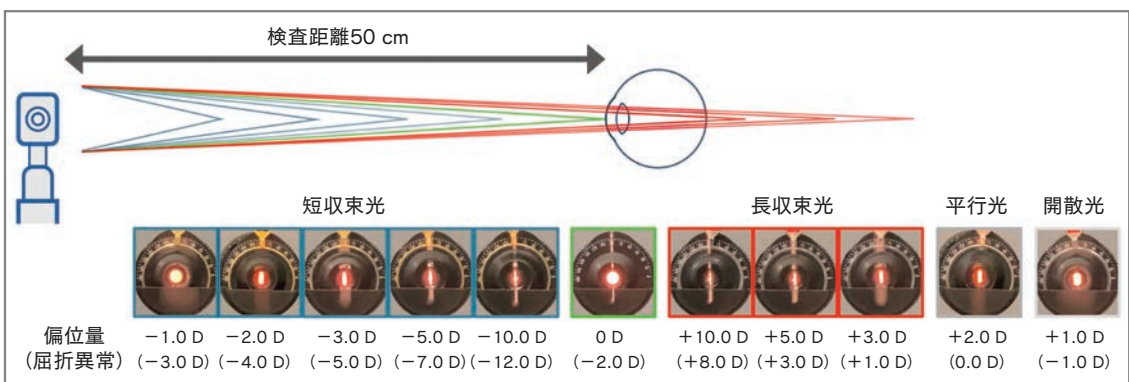 検査距離50 cm
短収束光 長収束光 平行光 開散光
偏位量 −1.0 D −2.0 D −3.0 D −5.0 D −10.0 D 0 D +10.0 D +5.0 D +3.0 D +2.0 D +1.0 D
(屈折異常) (−3.0 D) (−4.0 D) (−5.0 D) (−7.0 D) (−12.0 D) (−2.0 D) (+8.0 D) (+3.0 D) (+1.0 D) (0.0 D) (−1.0 D)